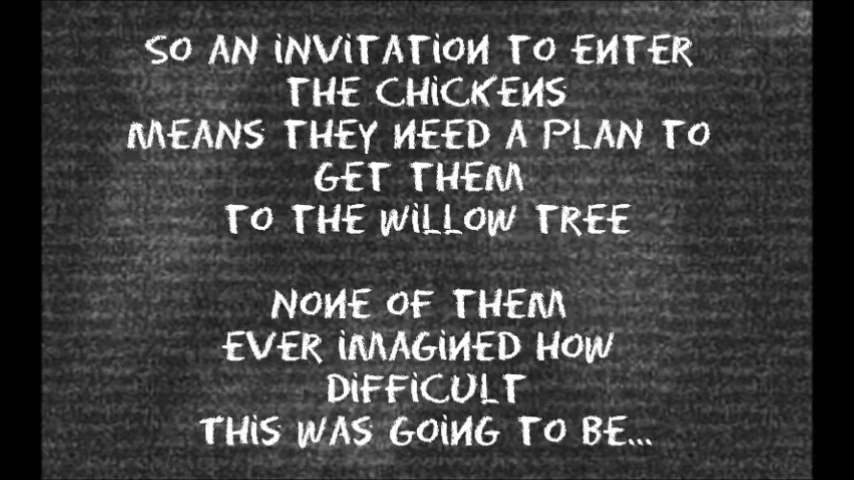 SO AN INVITATION TO ENTER
THE CHICKENS
MEANS THEY NEED A PLAN TO
GET THEM
TO THE WILLOW TREE
NONE OF THEM
EVER IMAGINED HOW
DIFFICULT
THIS WAS GOING TO BE...